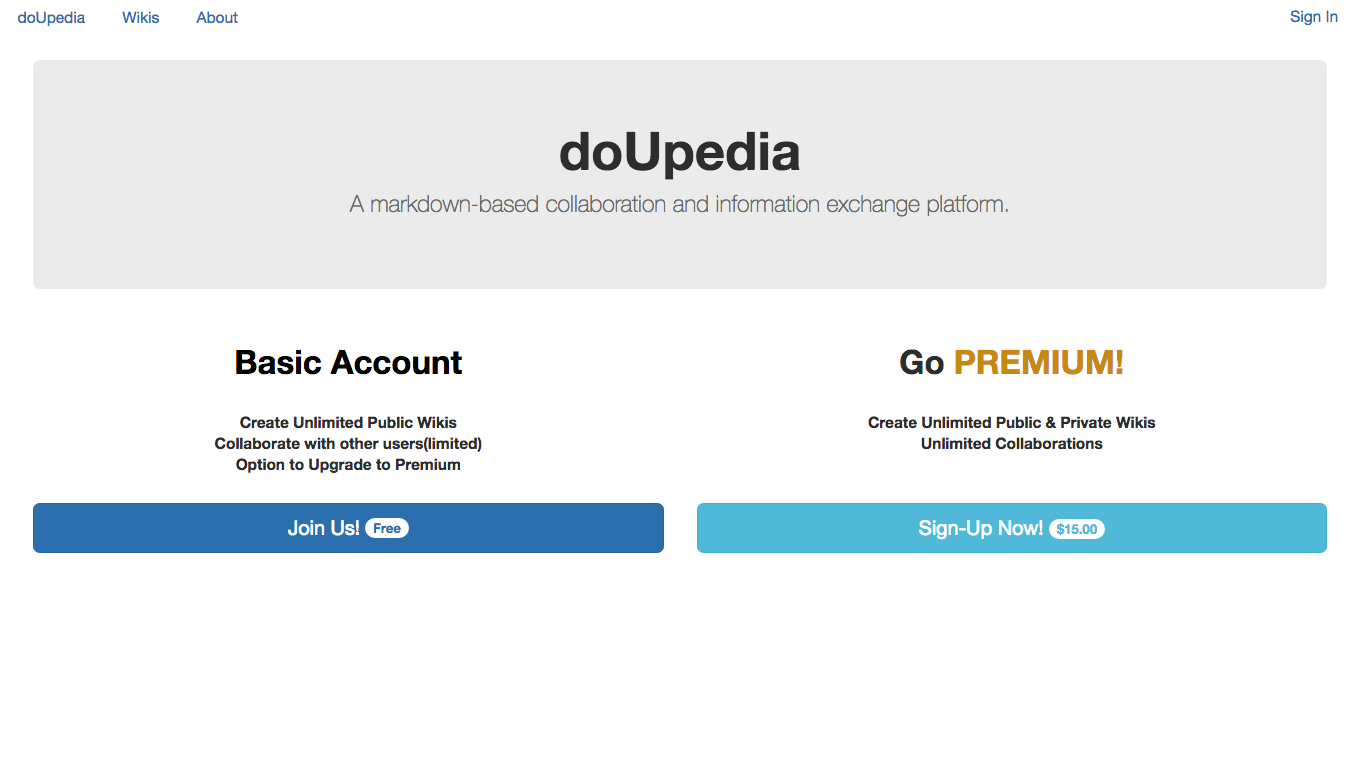 doUpedia Wikis About Sign In
doUpedia
A markdown-based collaboration and information exchange platform.
Basic Account
Create Unlimited Public Wikis
Collaborate with other users(limited)
Option to Upgrade to Premium
Join Us! Free
Go PREMIUM!
Create Unlimited Public & Private Wikis
Unlimited Collaborations
Sign-Up Now! $15.00